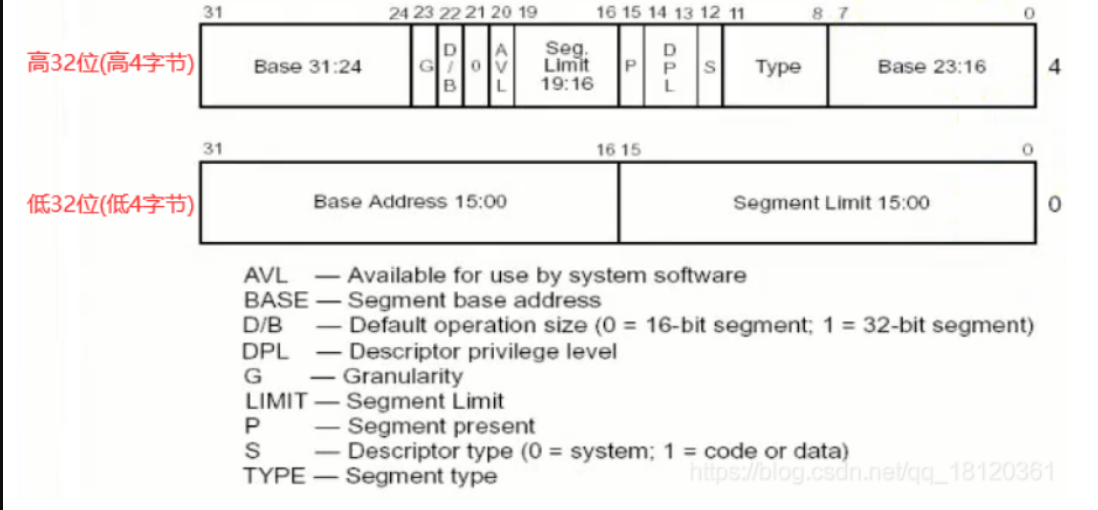 31 24 23 22 21 20 19 16 15 14 13 12 11 8 7 0
高32位(高4字节) Base 31:24 G D/B 0 AVL Seg. Limit 19:16 P DPL S Type Base 23:16 4
31 16 15 0
低32位(低4字节) Base Address 15:00 Segment Limit 15:00 0
AVL — Available for use by system software
BASE — Segment base address
D/B — Default operation size (0 = 16-bit segment; 1 = 32-bit segment)
DPL — Descriptor privilege level
G — Granularity
LIMIT — Segment Limit
P — Segment present
S — Descriptor type (0 = system; 1 = code or data)
TYPE — Segment type
https://blog.csdn.net/qq_18120361